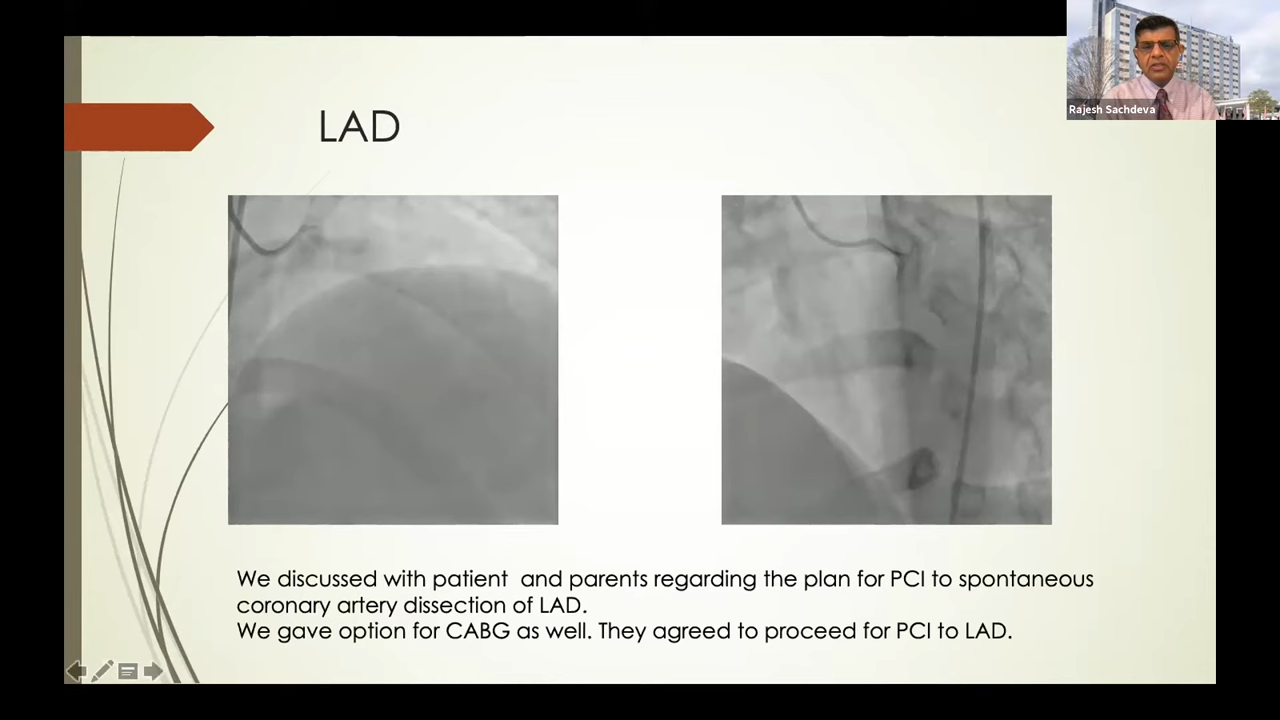 Rajesh Sachdeva
LAD
We discussed with patient and parents regarding the plan for PCI to spontaneous
coronary artery dissection of LAD.
We gave option for CABG as well. They agreed to proceed for PCI to LAD.